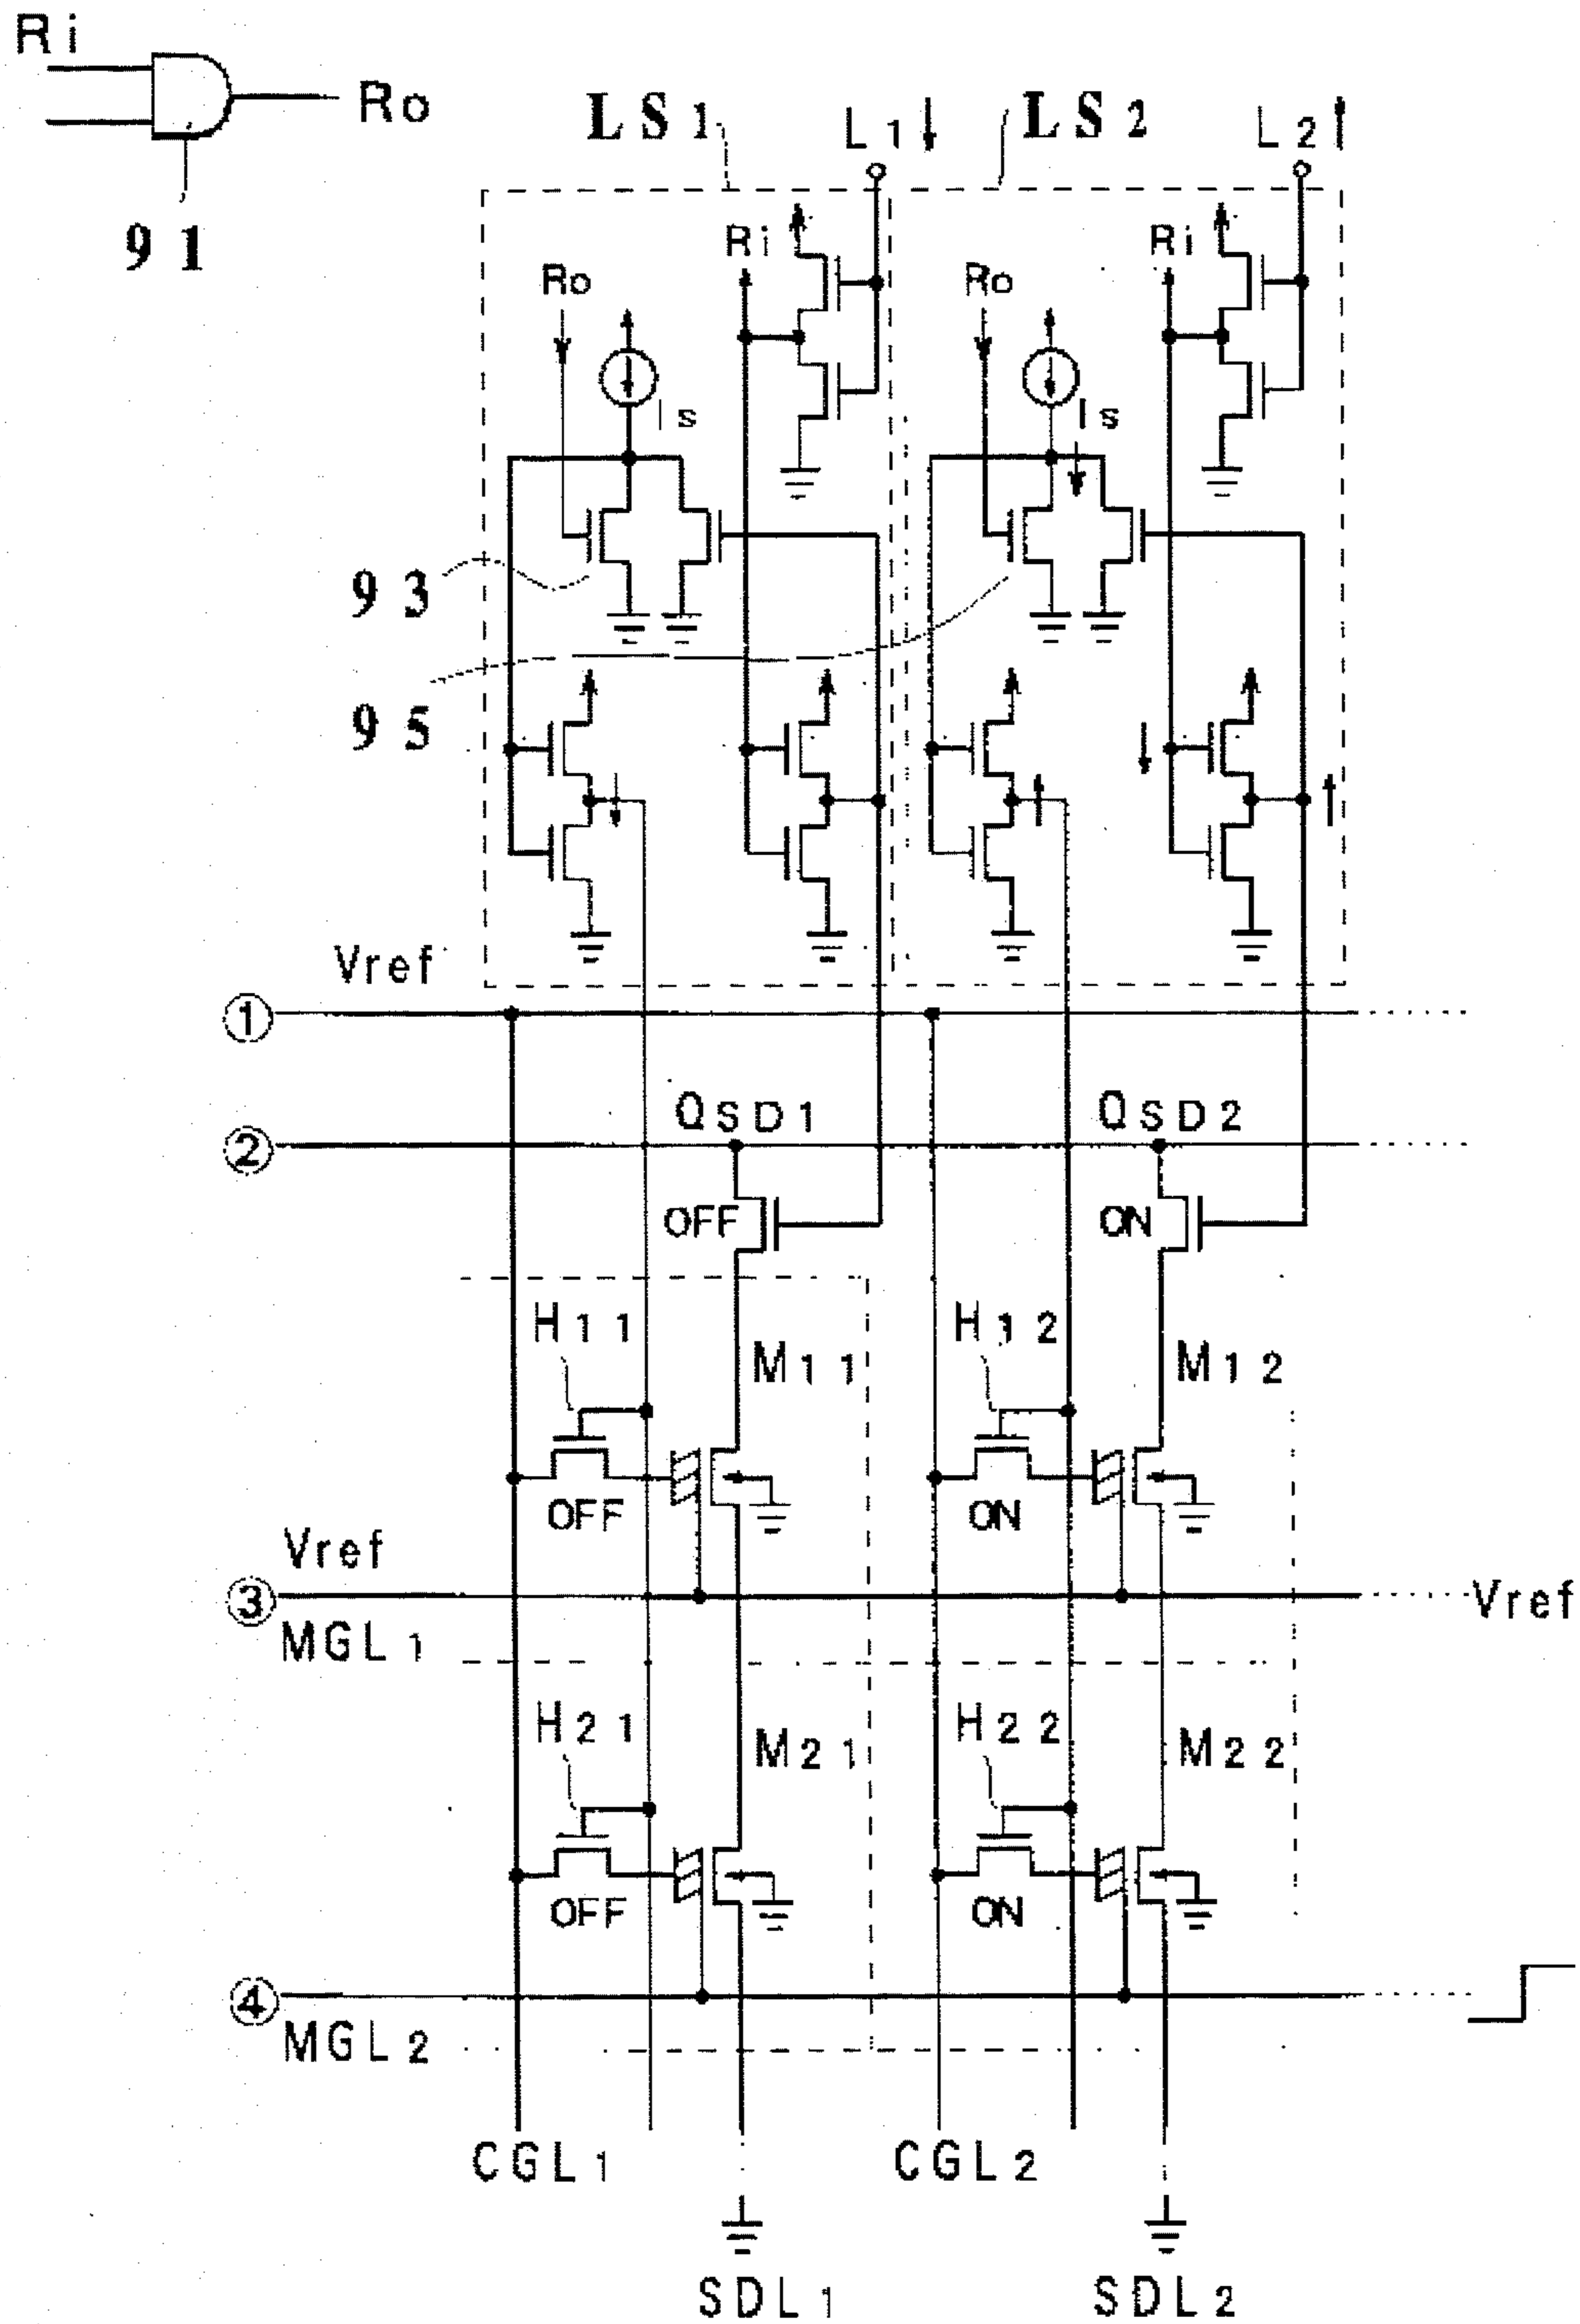 Ri
Ro
91
LS1
L1
LS2
L2
Ro
Ri
Ro
Ri
Is
Is
93
95
Vref
①
QSD1
QSD2
②
OFF
ON
H11
M11
H12
M12
OFF
ON
Vref
③
Vref
MGL1
H21
M21
H22
M22
OFF
ON
④
MGL2
CGL1
CGL2
SDL1
SDL2